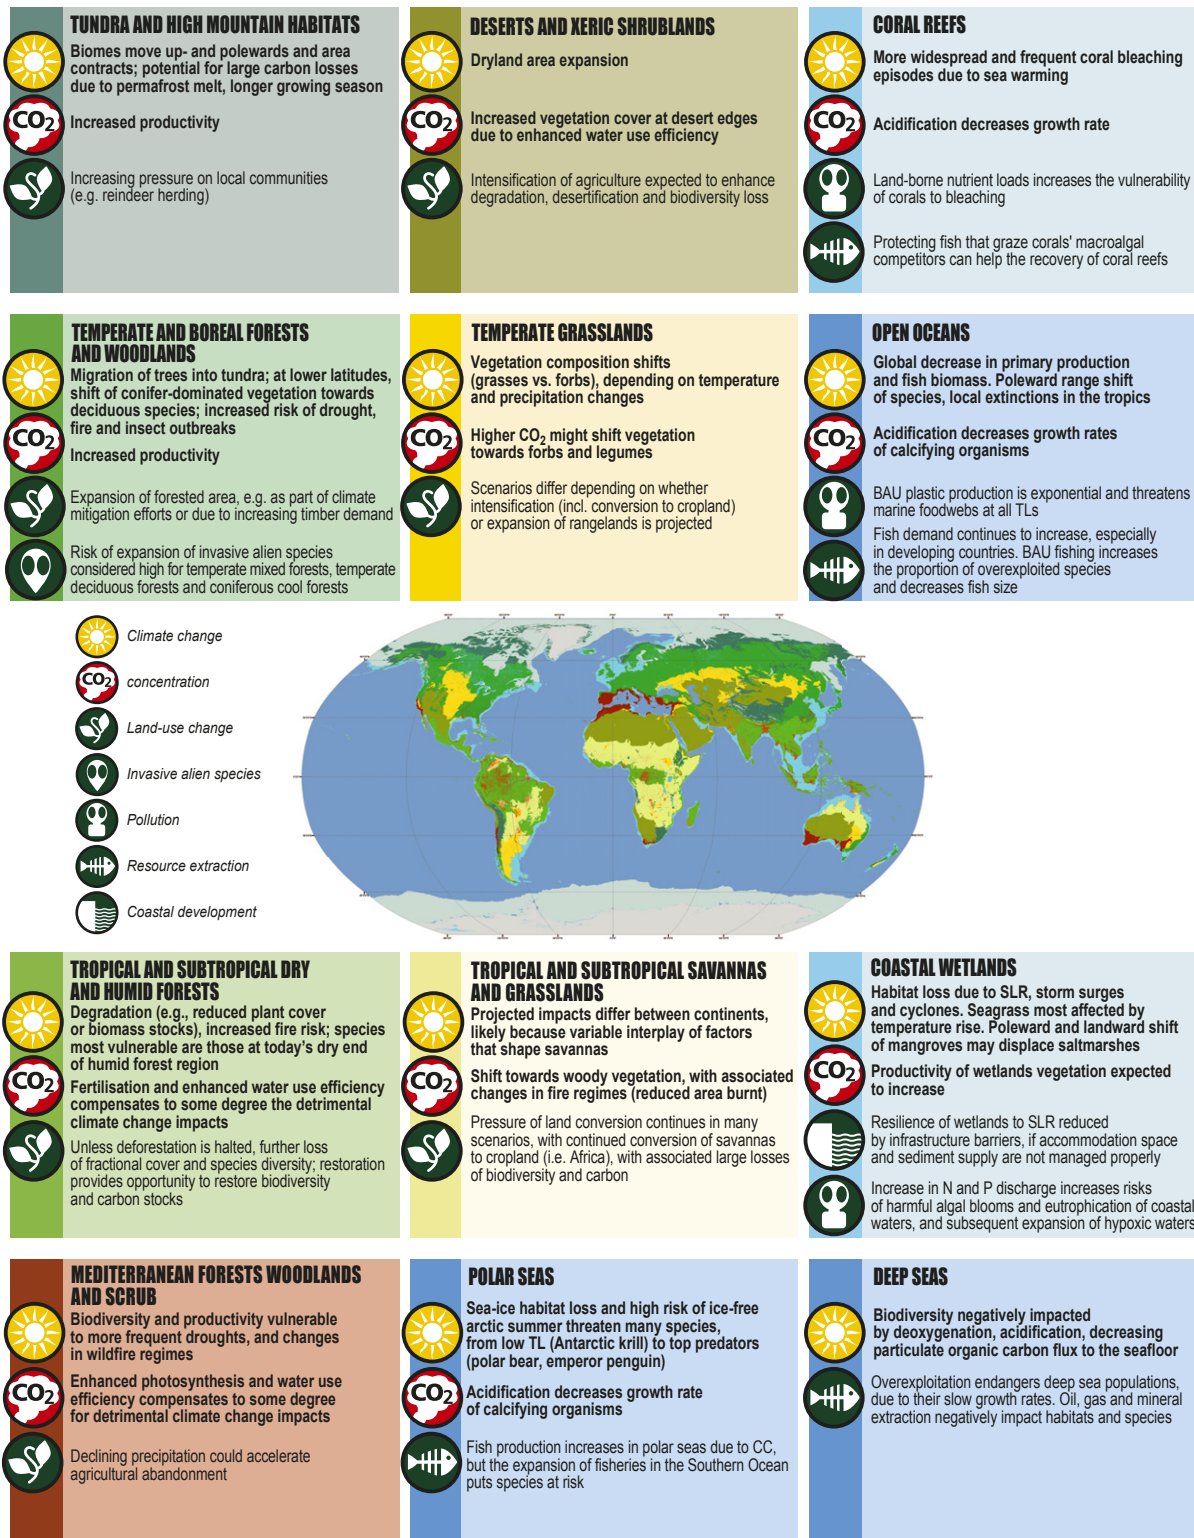 TUNDRA AND HIGH MOUNTAIN HABITATS
Biomes move up- and polewards and area
contracts; potential for large carbon losses
due to permafrost melt, longer growing season
CO2
Increased productivity
Increasing pressure on local communities
(e.g. reindeer herding)
DESERTS AND XERIC SHRUBLANDS
Dryland area expansion
CO2
Increased vegetation cover at desert edges
due to enhanced water use efficiency
Intensification of agriculture expected to enhance
degradation, desertification and biodiversity loss
CORAL REEFS
More widespread and frequent coral bleaching
episodes due to sea warming
CO2
Acidification decreases growth rate
Land-borne nutrient loads increases the vulnerability
of corals to bleaching
Protecting fish that graze corals' macroalgal
competitors can help the recovery of coral reefs
TEMPERATE AND BOREAL FORESTS
AND WOODLANDS
Migration of trees into tundra; at lower latitudes,
shift of conifer-dominated vegetation towards
deciduous species; increased risk of drought,
fire and insect outbreaks
CO2
Increased productivity
Expansion of forested area, e.g. as part of climate
mitigation efforts or due to increasing timber demand
Risk of expansion of invasive alien species
considered high for temperate mixed forests, temperate
deciduous forests and coniferous cool forests
TEMPERATE GRASSLANDS
Vegetation composition shifts
(grasses vs. forbs), depending on temperature
and precipitation changes
CO2
Higher CO2 might shift vegetation
towards forbs and legumes
Scenarios differ depending on whether
intensification (incl. conversion to cropland)
or expansion of rangelands is projected
OPEN OCEANS
Global decrease in primary production
and fish biomass. Poleward range shift
of species, local extinctions in the tropics
CO2
Acidification decreases growth rates
of calcifying organisms
BAU plastic production is exponential and threatens
marine foodwebs at all TLs
Fish demand continues to increase, especially
in developing countries. BAU fishing increases
the proportion of overexploited species
and decreases fish size
Climate change
CO2 concentration
Land-use change
Invasive alien species
Pollution
Resource extraction
Coastal development
TROPICAL AND SUBTROPICAL DRY
AND HUMID FORESTS
Degradation (e.g., reduced plant cover
or biomass stocks), increased fire risk; species
most vulnerable are those at today's dry end
of humid forest region
CO2
Fertilisation and enhanced water use efficiency
compensates to some degree the detrimental
climate change impacts
Unless deforestation is halted, further loss
of fractional cover and species diversity; restoration
provides opportunity to restore biodiversity
and carbon stocks
TROPICAL AND SUBTROPICAL SAVANNAS
AND GRASSLANDS
Projected impacts differ between continents,
likely because variable interplay of factors
that shape savannas
CO2
Shift towards woody vegetation, with associated
changes in fire regimes (reduced area burnt)
Pressure of land conversion continues in many
scenarios, with continued conversion of savannas
to cropland (i.e. Africa), with associated large losses
of biodiversity and carbon
COASTAL WETLANDS
Habitat loss due to SLR, storm surges
and cyclones. Seagrass most affected by
temperature rise. Poleward and landward shift
of mangroves may displace saltmarshes
CO2
Productivity of wetlands vegetation expected
to increase
Resilience of wetlands to SLR reduced
by infrastructure barriers, if accommodation space
and sediment supply are not managed properly
Increase in N and P discharge increases risks
of harmful algal blooms and eutrophication of coastal
waters, and subsequent expansion of hypoxic waters
MEDITERRANEAN FORESTS WOODLANDS
AND SCRUB
Biodiversity and productivity vulnerable
to more frequent droughts, and changes
in wildfire regimes
CO2
Enhanced photosynthesis and water use
efficiency compensates to some degree
for detrimental climate change impacts
Declining precipitation could accelerate
agricultural abandonment
POLAR SEAS
Sea-ice habitat loss and high risk of ice-free
arctic summer threaten many species,
from low TL (Antarctic krill) to top predators
(polar bear, emperor penguin)
CO2
Acidification decreases growth rate
of calcifying organisms
Fish production increases in polar seas due to CC,
but the expansion of fisheries in the Southern Ocean
puts species at risk
DEEP SEAS
Biodiversity negatively impacted
by deoxygenation, acidification, decreasing
particulate organic carbon flux to the seafloor
Overexploitation endangers deep sea populations,
due to their slow growth rates. Oil, gas and mineral
extraction negatively impact habitats and species